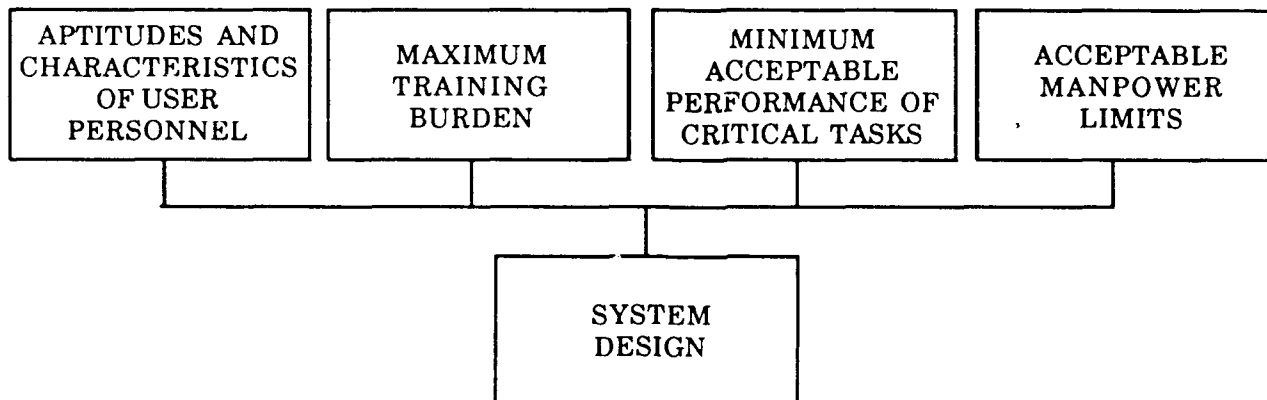 APTITUDES AND
CHARACTERISTICS
OF USER
PERSONNEL
MAXIMUM
TRAINING
BURDEN
MINIMUM
ACCEPTABLE
PERFORMANCE OF
CRITICAL TASKS
ACCEPTABLE
MANPOWER
LIMITS
SYSTEM
DESIGN